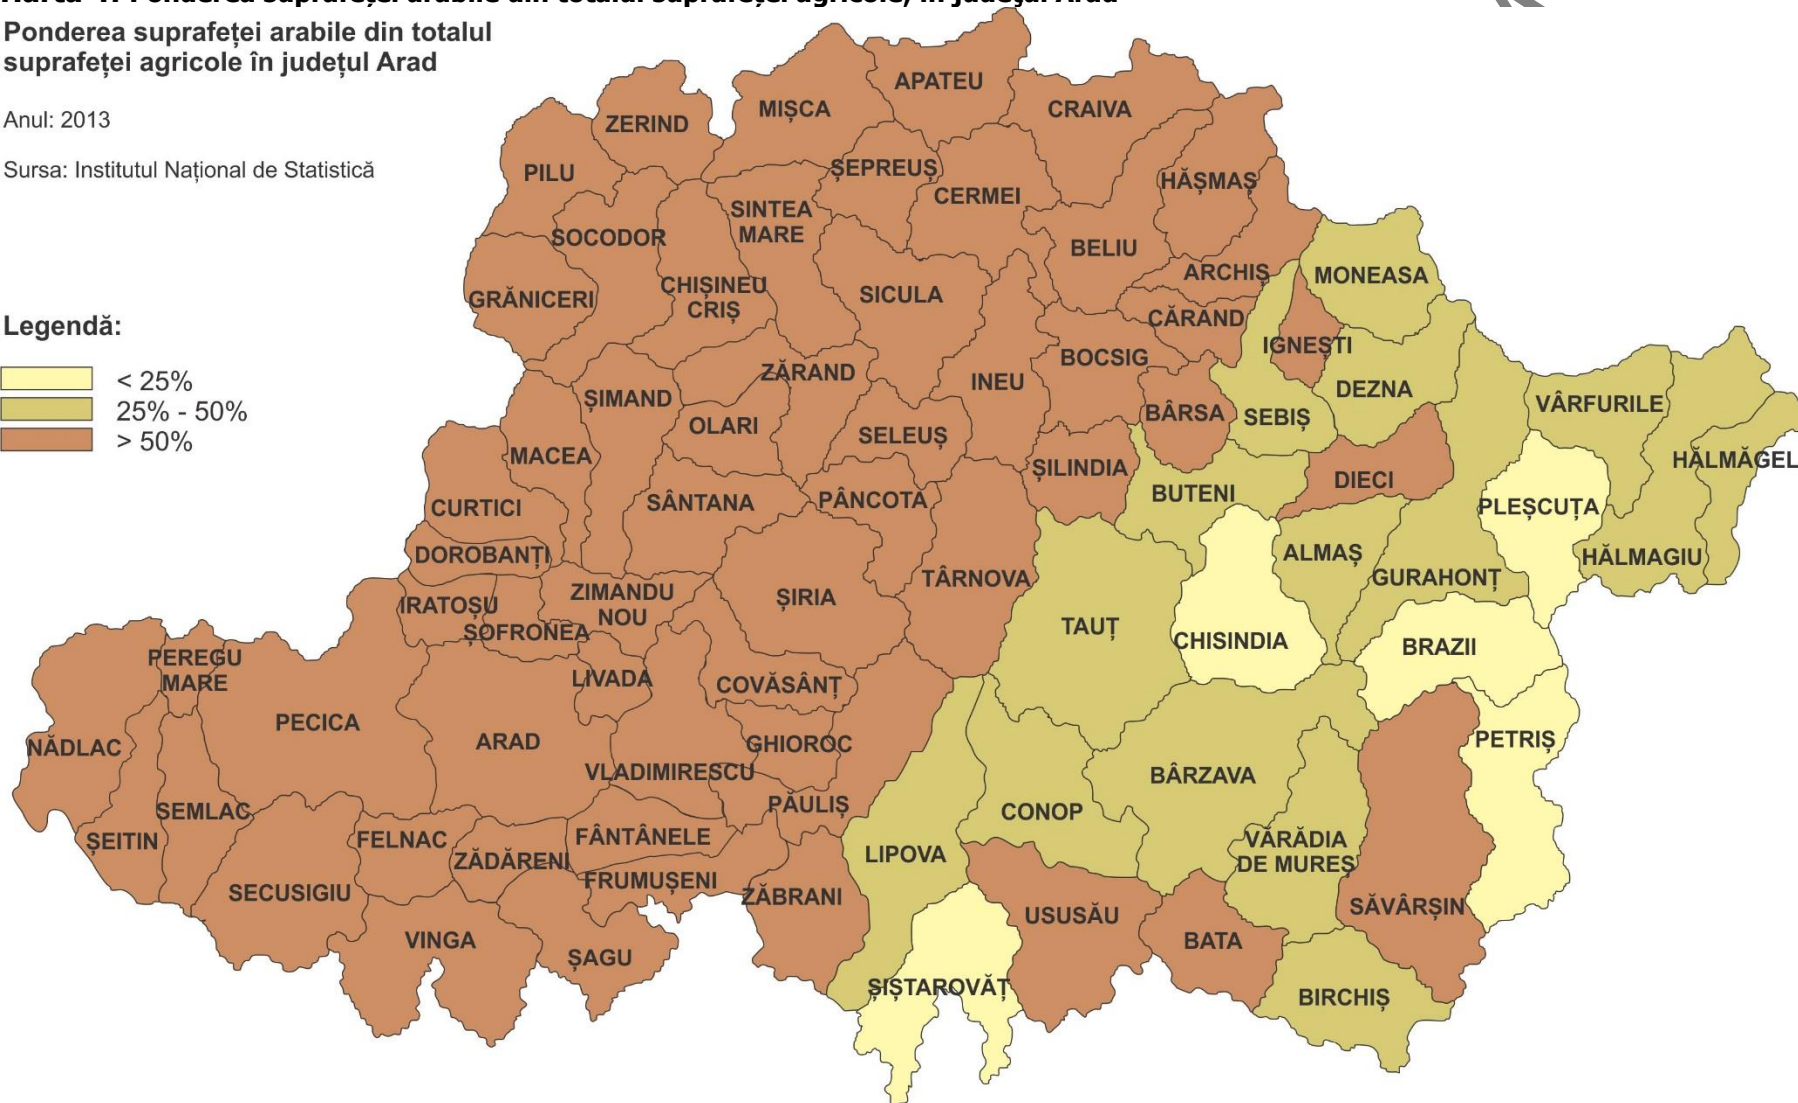 Ponderea suprafeței arabile din totalul
suprafeței agricole în județul Arad
Anul: 2013
Sursa: Institutul Național de Statistică
Legendă:
< 25%
25% - 50%
> 50%
APATEU
MIȘCA
CRAIVA
ZERIND
PILU
ȘEPREUȘ
CERMEI
HĂȘMAȘ
SINTEA
MARE
SOCODOR
BELIU
ARCHIȘ
MONEASA
GRĂNICERI
CHIȘINEU
CRIȘ
SICULA
CĂRAND
IGNEȘTI
BOCSIG
ZĂRAND
INEU
DEZNA
ȘIMAND
VÂRFURILE
BÂRSA
SEBIȘ
OLARI
SELEUȘ
MACEA
HĂLMĂGEL
ȘILINDIA
DIECI
BUTENI
PLEȘCUȚA
CURTICI
SÂNTANA
PÂNCOTA
DOROBANȚI
ALMAȘ
HĂLMAGIU
GURAHONȚ
TÂRNOVA
ZIMANDU
NOU
ȘIRIA
IRATOȘU
ȘOFRONEA
TAUȚ
CHISINDIA
BRAZII
PEREGU
MARE
LIVADA
COVĂSÂNȚ
PECICA
NĂDLAC
ARAD
GHIOROC
PETRIȘ
VLADIMIRESCU
BÂRZAVA
PĂULIȘ
CONOP
SEMLAC
ȘEITIN
FELNAC
FÂNTÂNELE
VĂRĂDIA
DE MUREȘ
LIPOVA
ZĂDĂRENI
FRUMUȘENI
SECUSIGIU
ZĂBRANI
SĂVÂRȘIN
USUSĂU
VINGA
BATA
ȘAGU
ȘIȘTAROVĂȚ
BIRCHIȘ